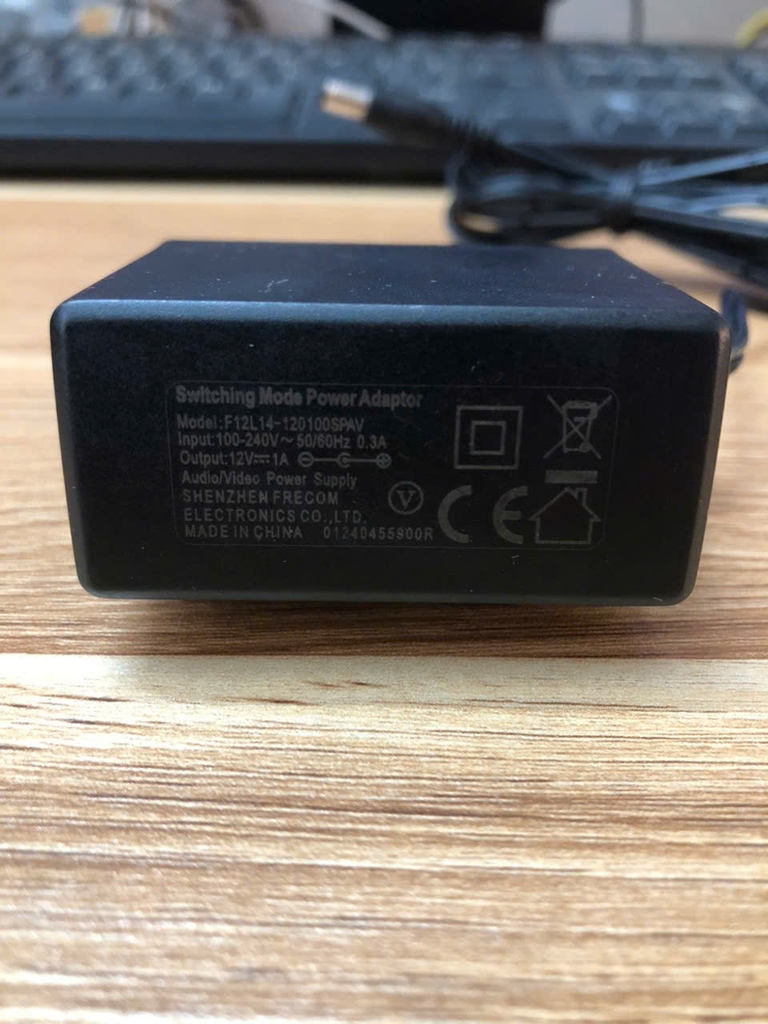 Switching Mode Power Adaptor
Model:F12L14-120100SPAV
Input:100-240V~50/60Hz 0.3A
Output:12V⎓1A
Audio/Video Power Supply
SHENZHEN FRECOM
ELECTRONICS CO.,LTD.
MADE IN CHINA 01240455900R
V
CE